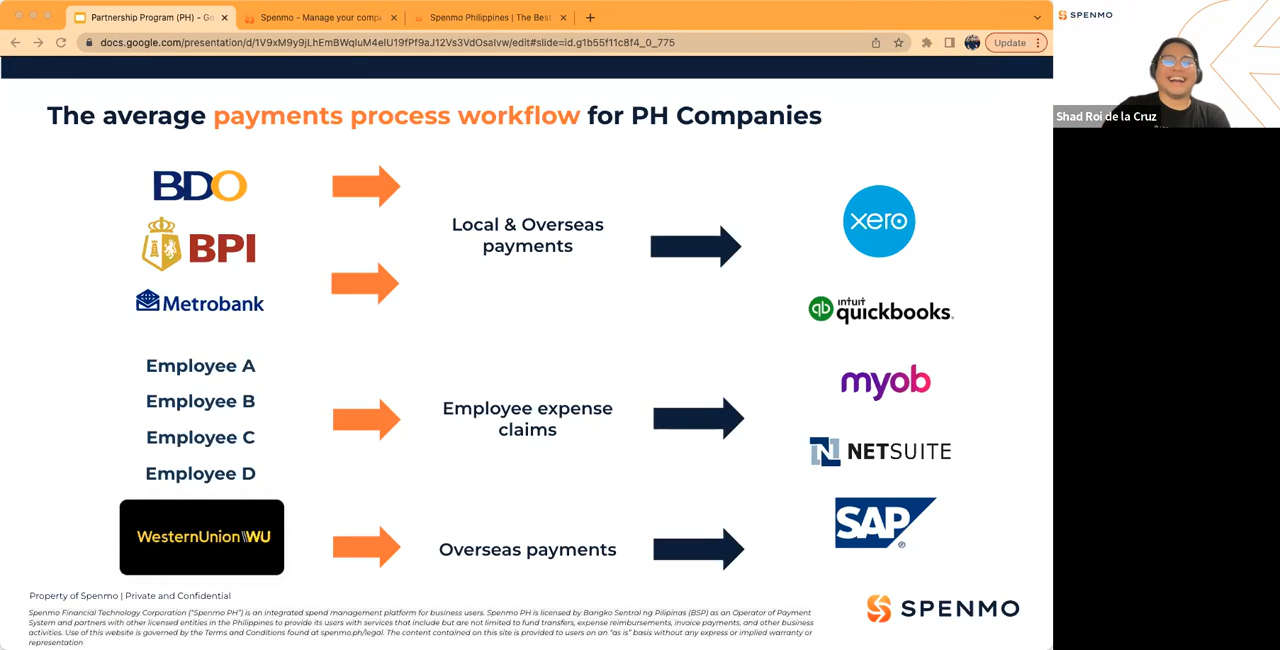 Partnership Program (PH) - Go
Spenmo - Manage your comp
Spenmo Philippines | The Best
docs.google.com/presentation/d/1V9xM9y9jLhEmBWqluM4elU19fPf9aJ12Vs3VdOsaIvw/edit#slide=id.g1b55f11c8f4_0_775
Update
SPENMO
Shad Roi de la Cruz
The average payments process workflow for PH Companies
BDO
BPI
Metrobank
Local & Overseas
payments
xero
intuit
qb quickbooks.
Employee A
Employee B
Employee C
Employee D
Employee expense
claims
myob
N NETSUITE
WesternUnion WU
Overseas payments
SAP ®
Property of Spenmo | Private and Confidential
Spenmo Financial Technology Corporation ("Spenmo PH") is an integrated spend management platform for business users. Spenmo PH is licensed by Bangko Sentral ng Pilipinas (BSP) as an Operator of Payment
System and partners with other licensed entities in the Philippines to provide its users with services that include but are not limited to fund transfers, expense reimbursements, invoice payments, and other business
activities. Use of this website is governed by the Terms and Conditions found at spenmo.ph/legal. The content contained on this site is provided to users on an "as is" basis without any express or implied warranty or
representation
SPENMO